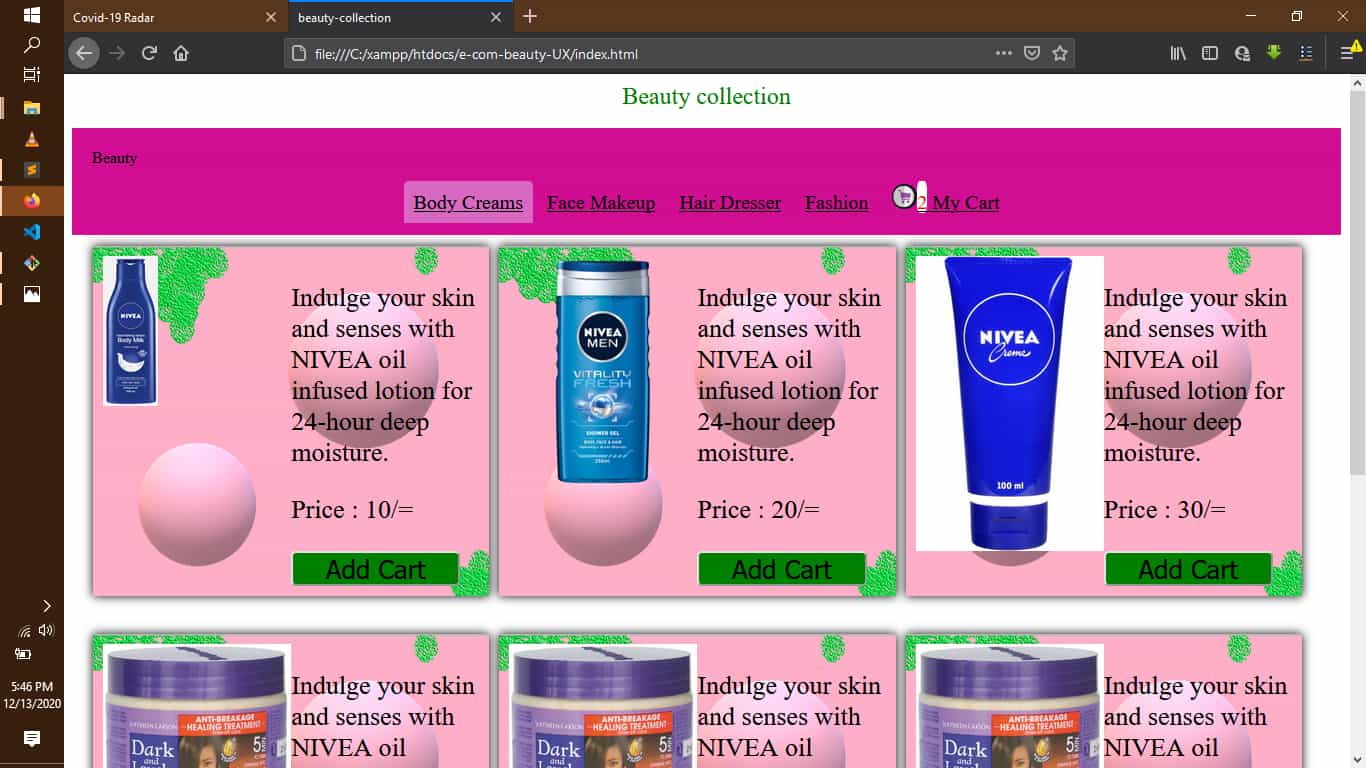 Covid-19 Radar
beauty-collection
file:///C:/xampp/htdocs/e-com-beauty-UX/index.html
Beauty collection
Beauty
Body Creams
Face Makeup
Hair Dresser
Fashion
2 My Cart
NIVEA
Body Milk
Indulge your skin
and senses with
NIVEA oil
infused lotion for
24-hour deep
moisture.
Price : 10/=
Add Cart
NIVEA
MEN
VITALITY
FRESH
SHOWER GEL
BODY, FACE & HAIR
250ml
Indulge your skin
and senses with
NIVEA oil
infused lotion for
24-hour deep
moisture.
Price : 20/=
Add Cart
NIVEA
Creme
100 ml
Indulge your skin
and senses with
NIVEA oil
infused lotion for
24-hour deep
moisture.
Price : 30/=
Add Cart
ANTI-BREAKAGE
HEALING TREATMENT
Dark
and
5
Indulge your skin
and senses with
NIVEA oil
ANTI-BREAKAGE
HEALING TREATMENT
Dark
and
5
Indulge your skin
and senses with
NIVEA oil
ANTI-BREAKAGE
HEALING TREATMENT
Dark
and
5
Indulge your skin
and senses with
NIVEA oil
5:46 PM
12/13/2020